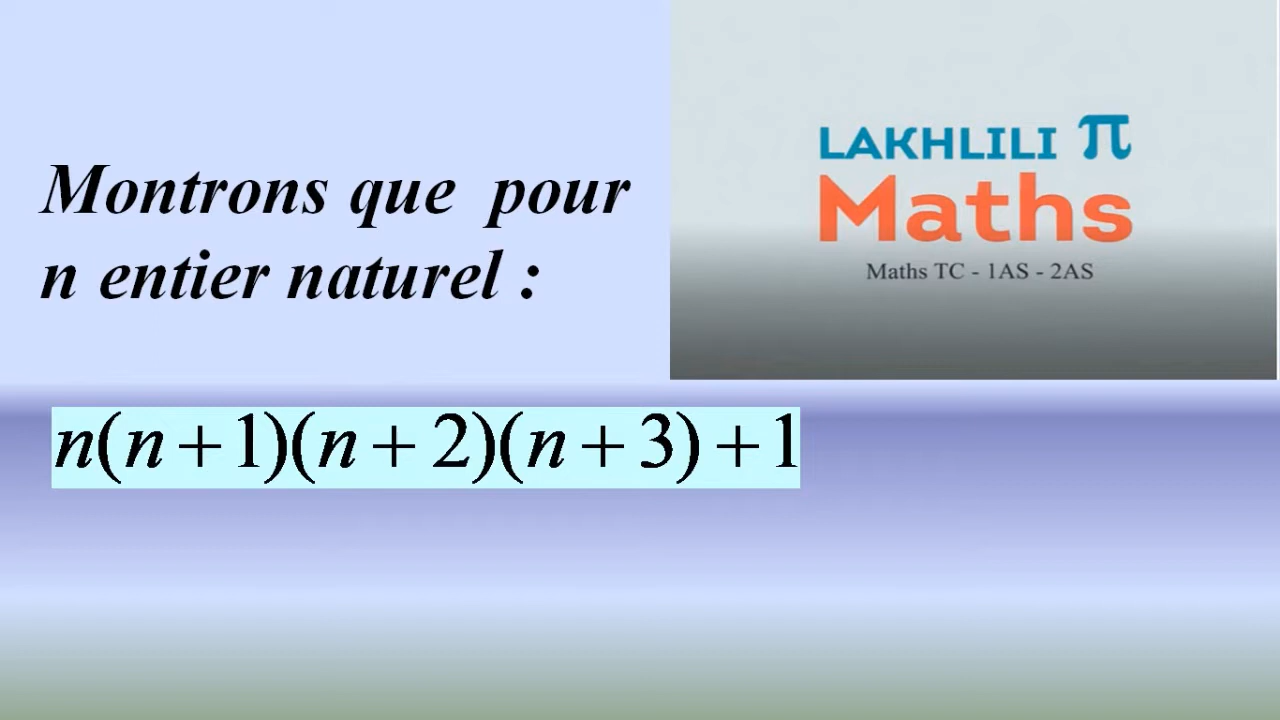 Montrons que pour
n entier naturel :
LAKHLILI π
Maths
Maths TC - 1AS - 2AS
n(n+1)(n+2)(n+3)+1